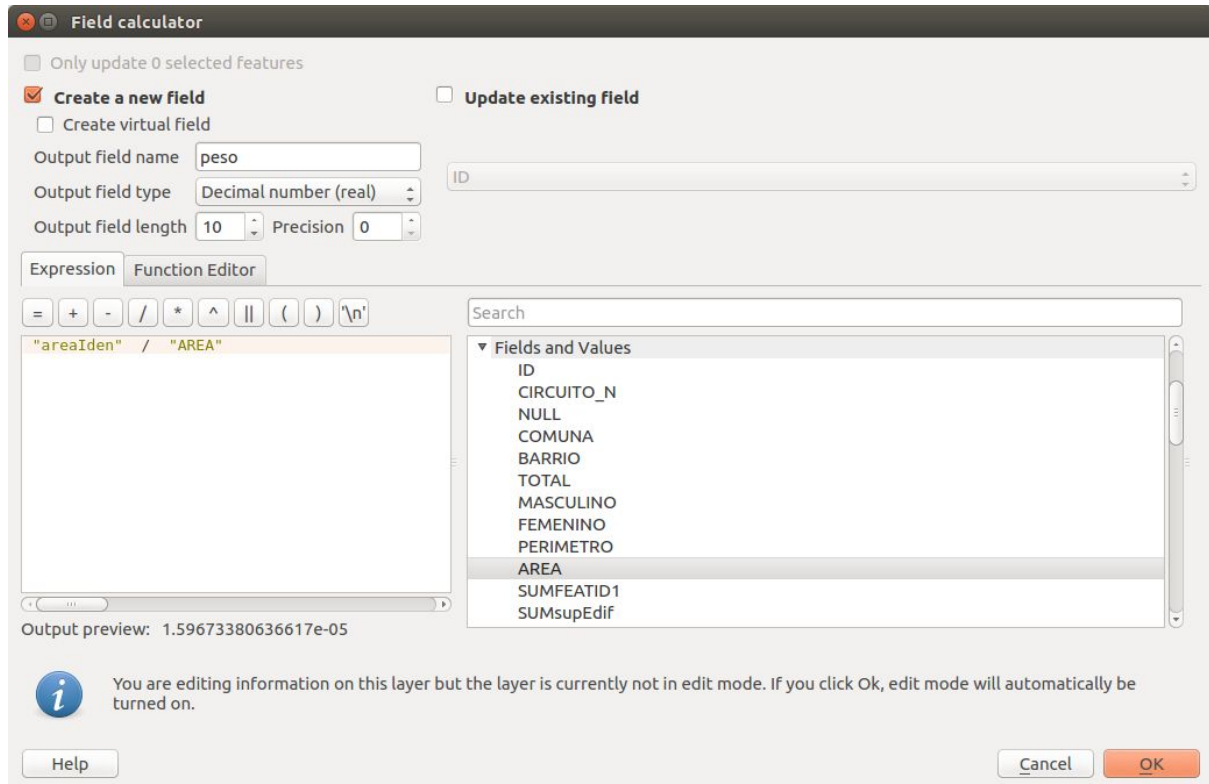 Field calculator
Only update 0 selected features
Create a new field
Update existing field
Create virtual field
Output field name peso
ID
Output field type Decimal number (real)
Output field length 10 Precision 0
Expression Function Editor
= + - / * ^ || ( ) '\n'
Search
"areaIden" / "AREA"
Fields and Values
ID
CIRCUITO_N
NULL
COMUNA
BARRIO
TOTAL
MASCULINO
FEMENINO
PERIMETRO
AREA
SUMFEATID1
SUMsupEdif
Output preview: 1.59673380636617e-05
i
You are editing information on this layer but the layer is currently not in edit mode. If you click Ok, edit mode will automatically be
turned on.
Help Cancel OK